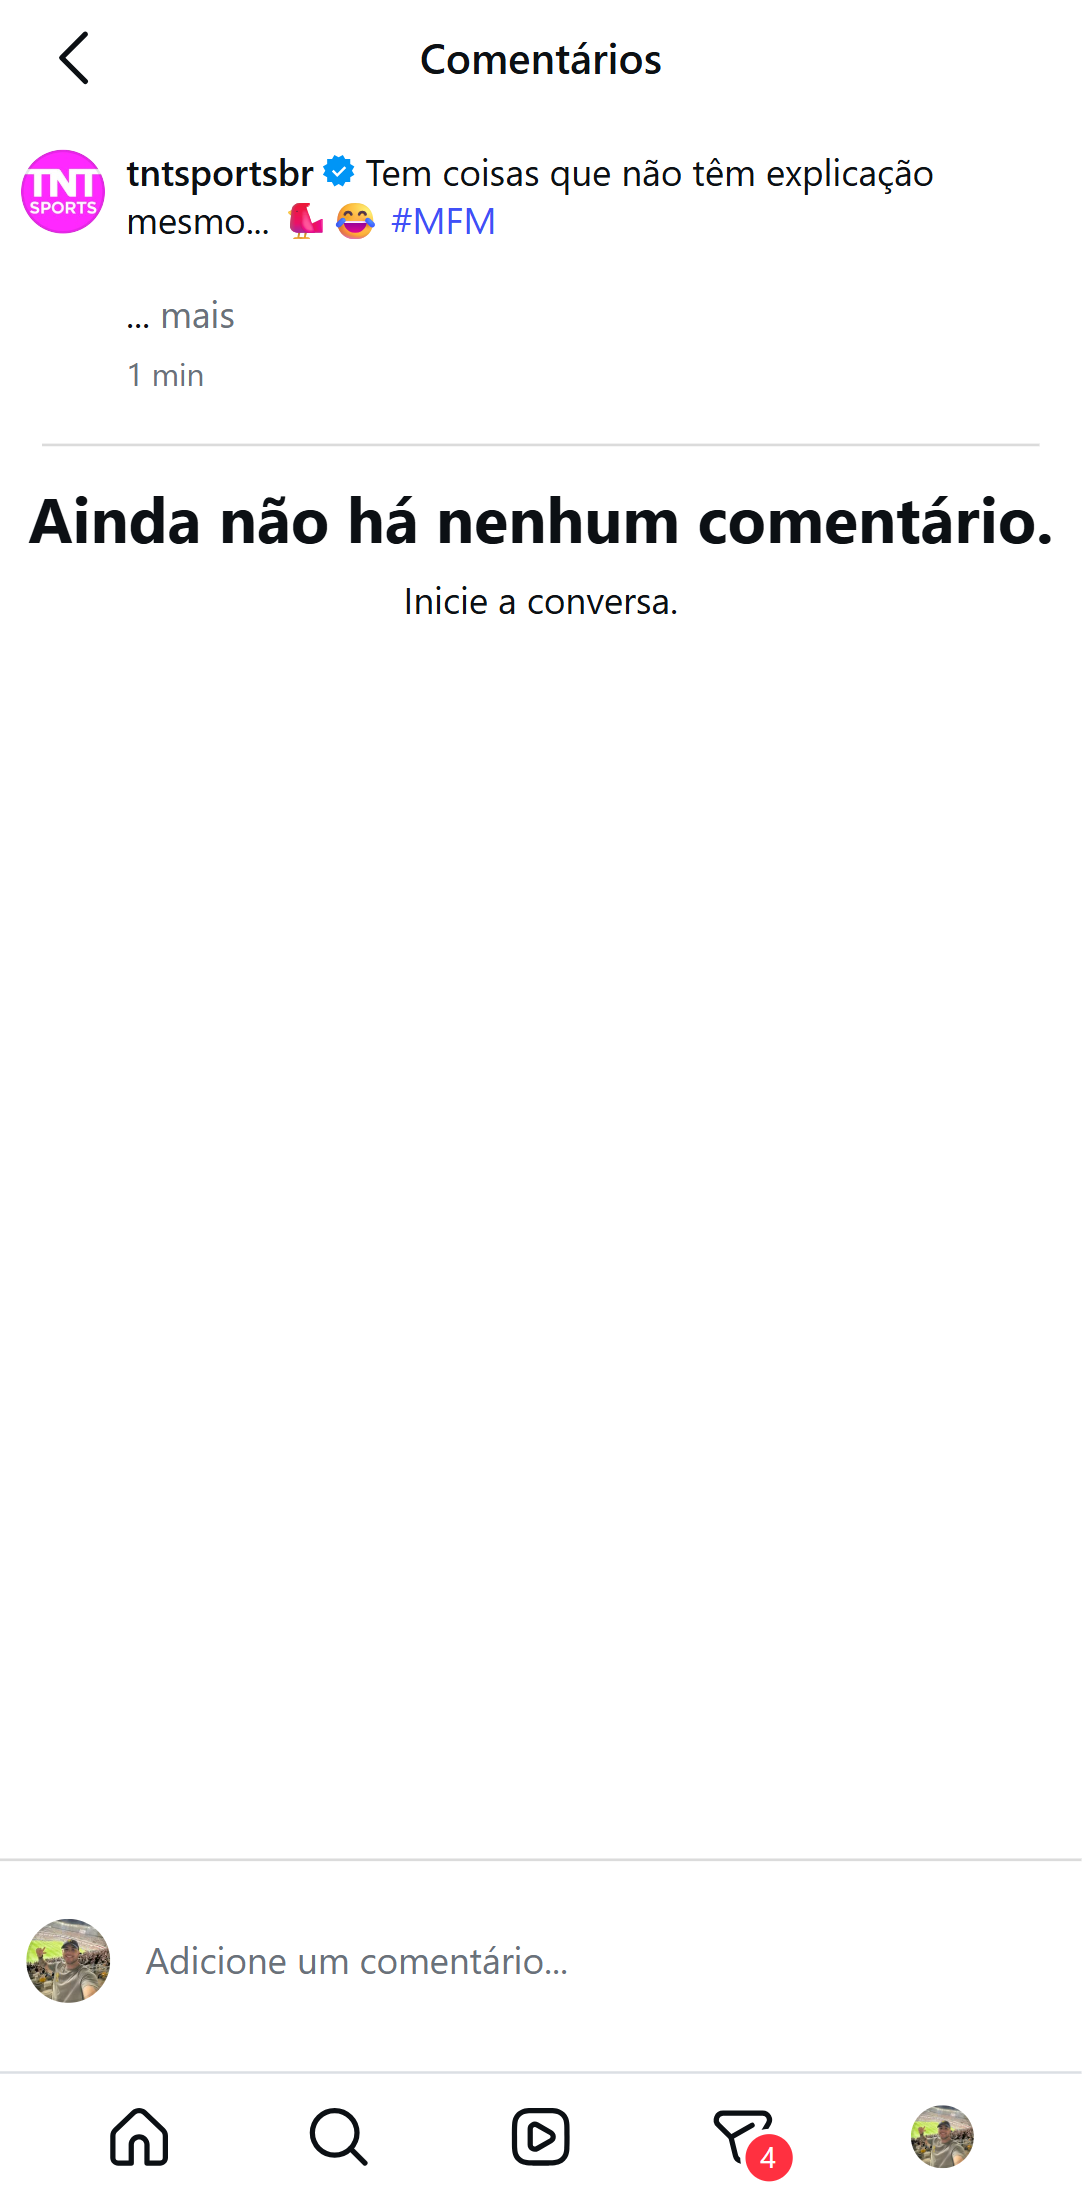 Comentários
TNT
SPORTS
tntsportsbr Tem coisas que não têm explicação
mesmo... 🐦😂 #MFM
... mais
1 min
Ainda não há nenhum comentário.
Inicie a conversa.
Adicione um comentário...
4